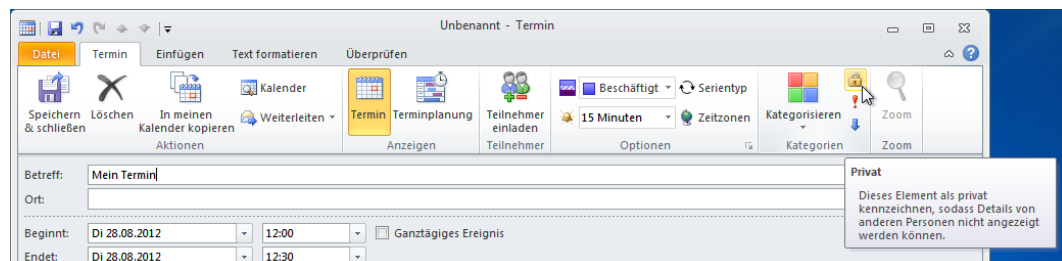 Unbenannt - Termin
Datei Termin Einfügen Text formatieren Überprüfen
Speichern & schließen
Löschen
In meinen Kalender kopieren
Kalender
Weiterleiten
Aktionen
Termin
Terminplanung
Anzeigen
Teilnehmer einladen
Teilnehmer
Beschäftigt
Serientyp
15 Minuten
Zeitzonen
Optionen
Kategorisieren
Kategorien
Zoom
Zoom
Betreff: Mein Termin
Ort:
Beginnt: Di 28.08.2012 12:00 Ganztägiges Ereignis
Endet: Di 28.08.2012 12:30
Privat
Dieses Element als privat
kennzeichnen, sodass Details von
anderen Personen nicht angezeigt
werden können.